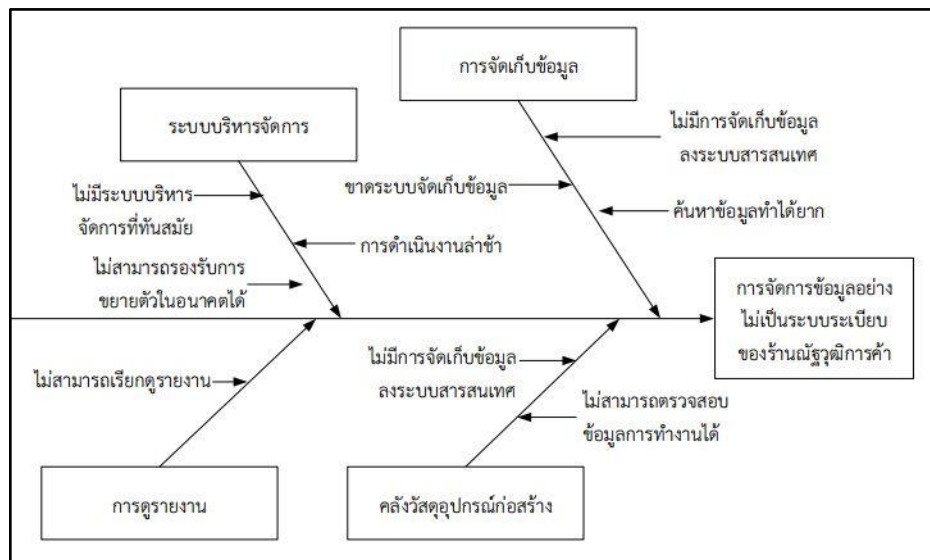 การจัดเก็บข้อมูล
ระบบบริหารจัดการ
ไม่มีการจัดเก็บข้อมูล
ลงระบบสารสนเทศ
ขาดระบบจัดเก็บข้อมูล
ไม่มีระบบบริหาร
จัดการที่ทันสมัย
ค้นหาข้อมูลทำได้ยาก
การดำเนินงานล่าช้า
ไม่สามารถรองรับการ
ขยายตัวในอนาคตได้
การจัดการข้อมูลอย่าง
ไม่เป็นระบบระเบียบ
ของร้านณัฐวุฒิการค้า
ไม่มีการจัดเก็บข้อมูล
ลงระบบสารสนเทศ
ไม่สามารถเรียกดูรายงาน
ไม่สามารถตรวจสอบ
ข้อมูลการทำงานได้
การดูรายงาน
คลังวัสดุอุปกรณ์ก่อสร้าง